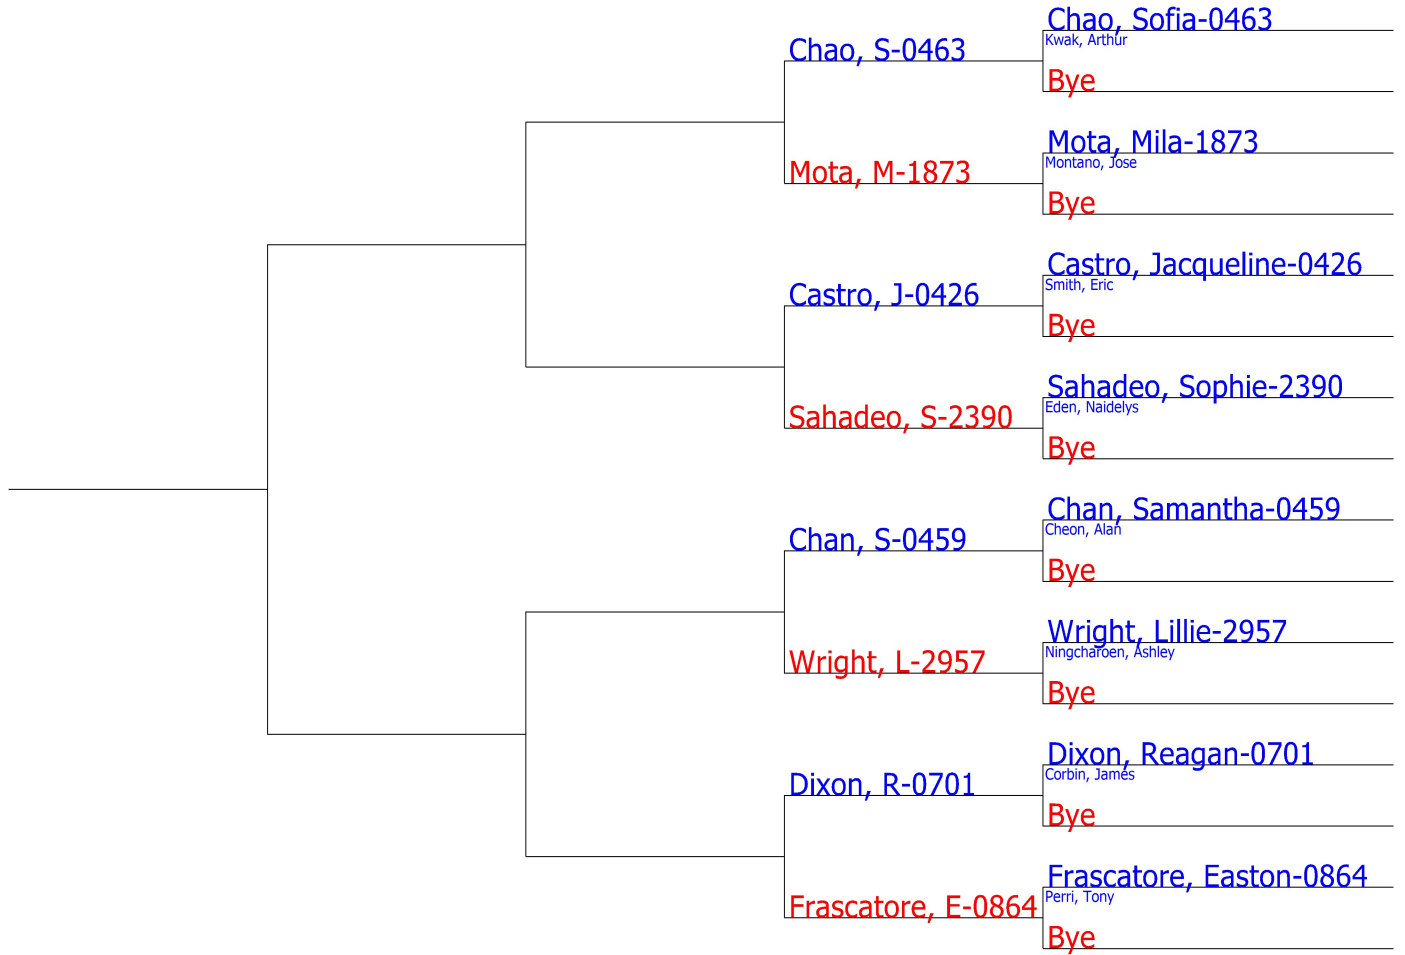 Chao, Sofia-0463
Kwak, Arthur
Chao, S-0463
Bye
Mota, Mila-1873
Montano, Jose
Mota, M-1873
Bye
Castro, Jacqueline-0426
Smith, Eric
Castro, J-0426
Bye
Sahadeo, Sophie-2390
Eden, Naidelys
Sahadeo, S-2390
Bye
Chan, Samantha-0459
Cheon, Alan
Chan, S-0459
Bye
Wright, Lillie-2957
Ningcharoen, Ashley
Wright, L-2957
Bye
Dixon, Reagan-0701
Corbin, James
Dixon, R-0701
Bye
Frascatore, Easton-0864
Perri, Tony
Frascatore, E-0864
Bye